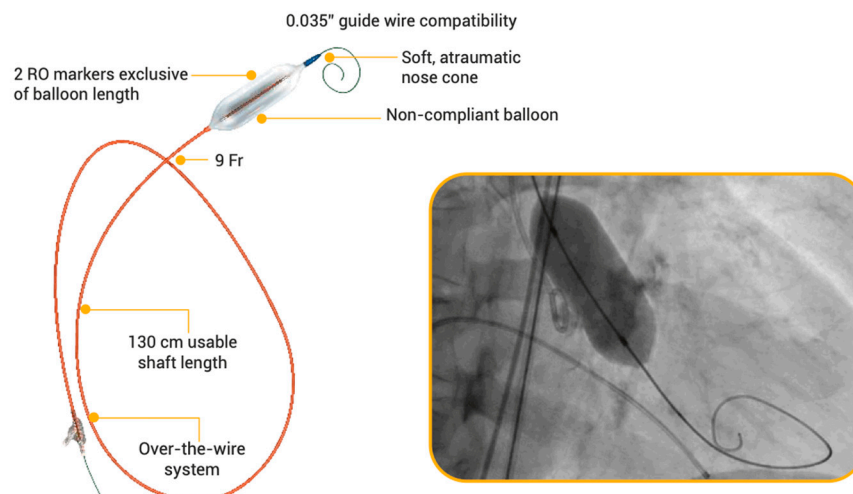 0.035" guide wire compatibility
Soft, atraumatic
nose cone
2 RO markers exclusive
of balloon length
Non-compliant balloon
9 Fr
130 cm usable
shaft length
Over-the-wire
system